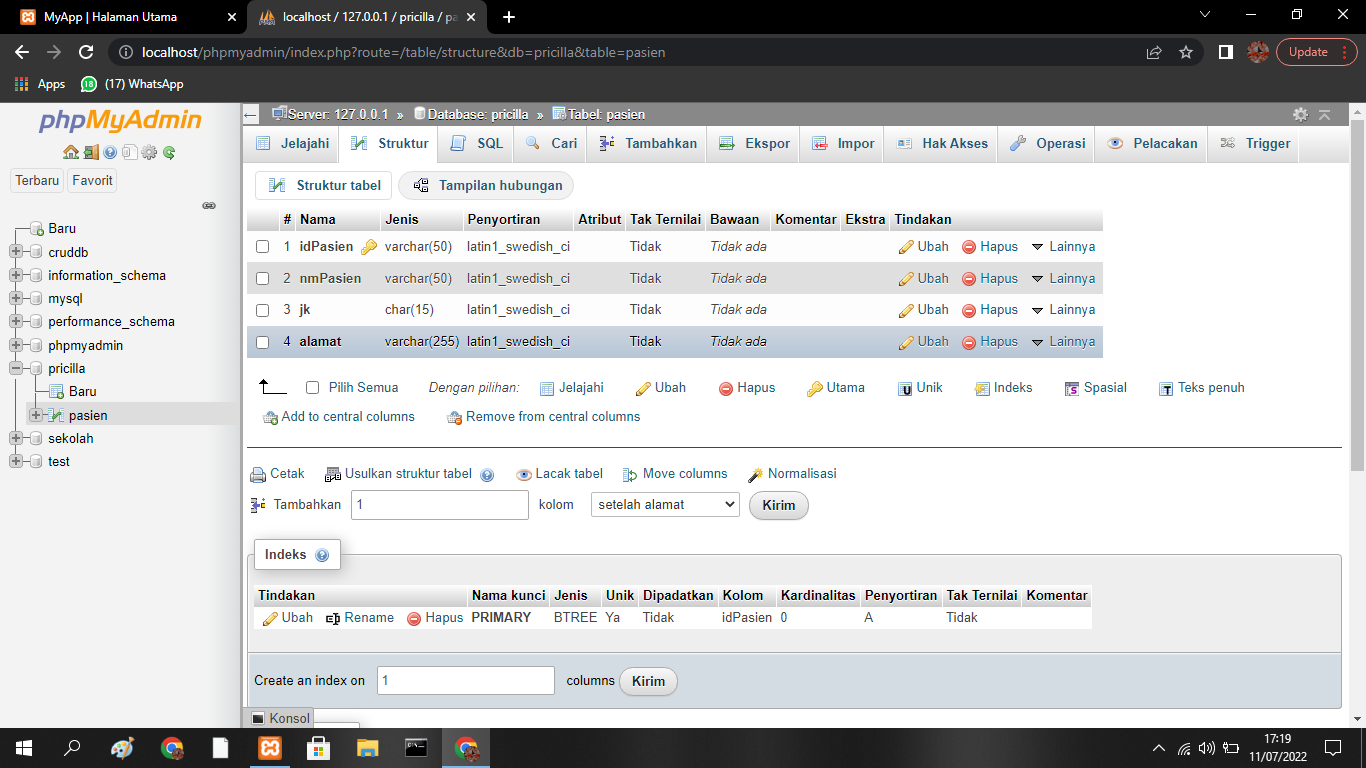 MyApp | Halaman Utama
localhost / 127.0.0.1 / pricilla / pa
localhost/phpmyadmin/index.php?route=/table/structure&db=pricilla&table=pasien
Update
Apps
18
(17) WhatsApp
phpMyAdmin
Terbaru
Favorit
Baru
cruddb
information_schema
mysql
performance_schema
phpmyadmin
pricilla
Baru
pasien
sekolah
test
Server: 127.0.0.1 » Database: pricilla » Tabel: pasien
Jelajahi Struktur SQL Cari Tambahkan Ekspor Impor Hak Akses Operasi Pelacakan Trigger
Struktur tabel Tampilan hubungan
# Nama Jenis Penyortiran Atribut Tak Ternilai Bawaan Komentar Ekstra Tindakan
1 idPasien varchar(50) latin1_swedish_ci Tidak Tidak ada Ubah Hapus Lainnya
2 nmPasien varchar(50) latin1_swedish_ci Tidak Tidak ada Ubah Hapus Lainnya
3 jk char(15) latin1_swedish_ci Tidak Tidak ada Ubah Hapus Lainnya
4 alamat varchar(255) latin1_swedish_ci Tidak Tidak ada Ubah Hapus Lainnya
Pilih Semua Dengan pilihan: Jelajahi Ubah Hapus Utama Unik Indeks Spasial Teks penuh
Add to central columns Remove from central columns
Cetak Usulkan struktur tabel Lacak tabel Move columns Normalisasi
Tambahkan 1 kolom setelah alamat Kirim
Indeks
Tindakan Nama kunci Jenis Unik Dipadatkan Kolom Kardinalitas Penyortiran Tak Ternilai Komentar
Ubah Rename Hapus PRIMARY BTREE Ya Tidak idPasien 0 A Tidak
Create an index on 1 columns Kirim
Konsol
17:19
11/07/2022